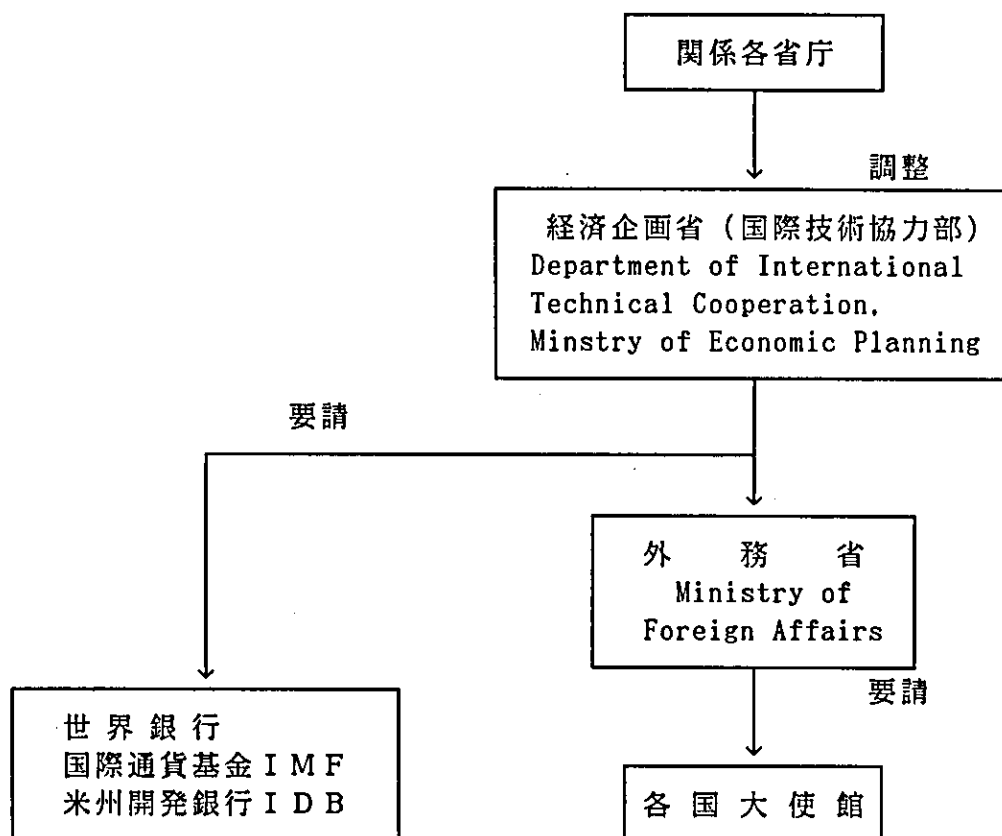 関係各省庁
調整
経済企画省（国際技術協力部）
Department of International
Technical Cooperation.
Minstry of Economic Planning
要請
外務省
Ministry of
Foreign Affairs
要請
世界銀行
国際通貨基金ＩＭＦ
米州開発銀行ＩＤＢ
各国大使館